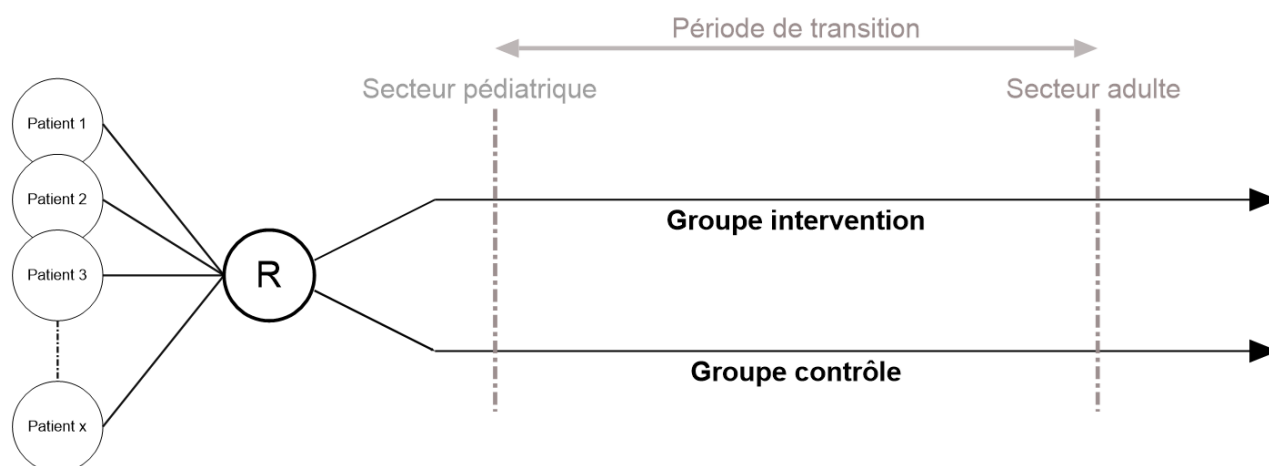 Période de transition
Secteur pédiatrique
Secteur adulte
Patient 1
Patient 2
Patient 3
Patient x
R
Groupe intervention
Groupe contrôle